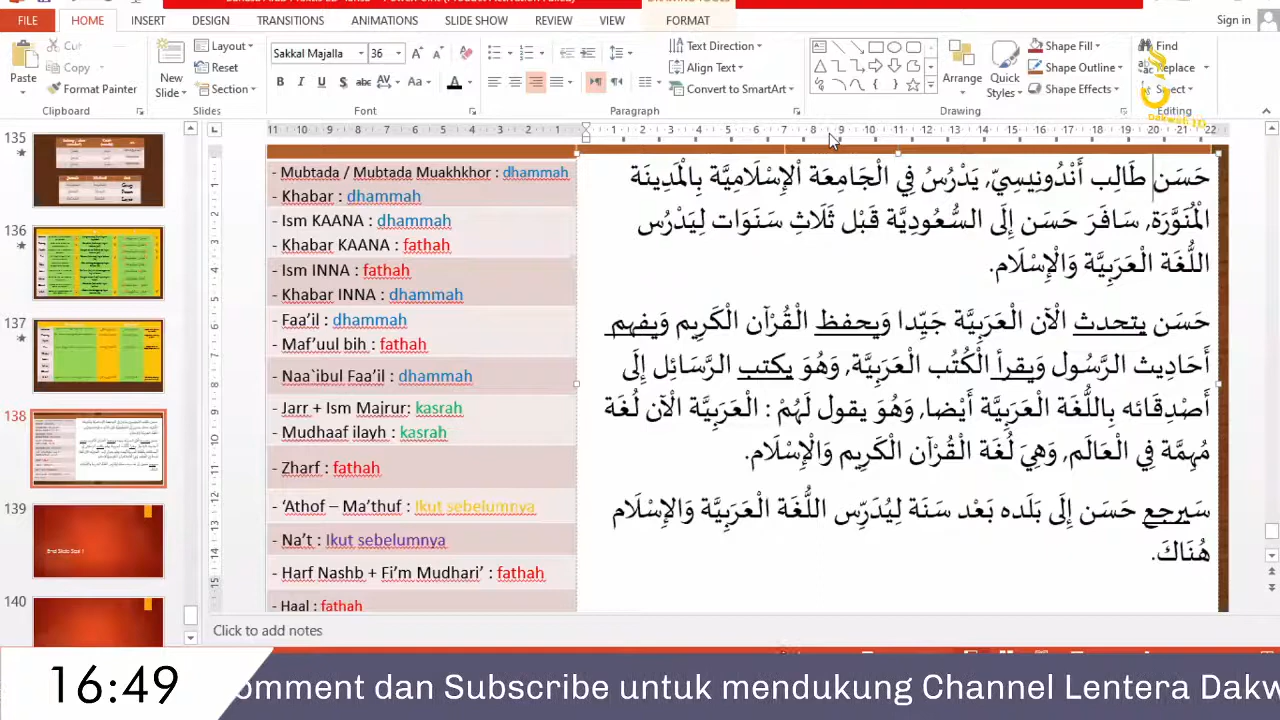 FILE HOME INSERT DESIGN TRANSITIONS ANIMATIONS SLIDE SHOW REVIEW VIEW FORMAT Sign in
Paste Cut Copy Format Painter
Clipboard
New Slide Layout Reset Section
Slides
Sakkal Majalla 36
Font
Paragraph
Text Direction
Align Text
Convert to SmartArt
Arrange Quick Styles
Shape Fill
Shape Outline
Shape Effects
Drawing
Find
Replace
Select
Editing
135
136
137
138
139
140
- Mubtada / Mubtada Muakhkhor : dhammah
- Khabar : dhammah
- Ism KAANA : dhammah
- Khabar KAANA : fathah
- Ism INNA : fathah
- Khabar INNA : dhammah
- Faa'il : dhammah
- Maf'uul bih : fathah
- Naa`ibul Faa'il : dhammah
- Jarr + Ism Majrur: kasrah
- Mudhaaf ilayh : kasrah
- Zharf : fathah
- 'Athof – Ma'thuf : Ikut sebelumnya
- Na't : Ikut sebelumnya
- Harf Nashb + Fi'm Mudhari' : fathah
- Haal : fathah
حَسَن طَالِب أَنْدُونِيسِيّ, يَدْرُسُ فِي الْجَامِعَة الْإِسْلَامِيَّة بِالْمَدِينَة
الْمُنَوَّرَة, سَافَرَ حَسَن إِلَى السُّعُودِيَّة قَبْل ثَلَاثِ سَنَوَات لِيَدْرُس
اللُّغَة الْعَرَبِيَّة وَالْإِسْلَام.
حَسَن يتحدث الْآن الْعَرَبِيَّة جَيِّدا وَيحفظ الْقُرْآن الْكَرِيم وَيفهم
أَحَادِيث الرَّسُول وَيقرأ الْكُتُب الْعَرَبِيَّة, وَهُوَ يكتب الرَّسَائِل إِلَى
أَصْدِقَائه بِاللُّغَة الْعَرَبِيَّة أَيْضا, وَهُوَ يقول لَهُمْ : الْعَرَبِيَّة الْآن لُغَة
مُهِمّه فِي الْعَالَم, وَهِيَ لُغَة الْقُرْآن الْكَرِيم وَالْإِسْلَام.
سَيرجع حَسَن إِلَى بَلَده بَعْد سَنَة لِيُدَرِّس اللُّغَة الْعَرَبِيَّة وَالإِسْلَام
هُنَاكَ.
Click to add notes
16:49
omment dan Subscribe untuk mendukung Channel Lentera Dakw